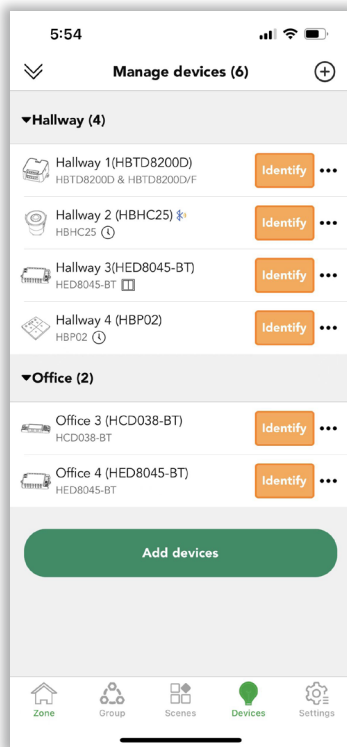 5:54
Manage devices (6)
Hallway (4)
Hallway 1(HBTD8200D)
HBTD8200D & HBTD8200D/F
Identify
Hallway 2 (HBHC25)
HBHC25
Identify
Hallway 3(HED8045-BT)
HED8045-BT
Identify
Hallway 4 (HBP02)
HBP02
Identify
Office (2)
Office 3 (HCD038-BT)
HCD038-BT
Identify
Office 4 (HED8045-BT)
HED8045-BT
Identify
Add devices
Zone Group Scenes Devices Settings